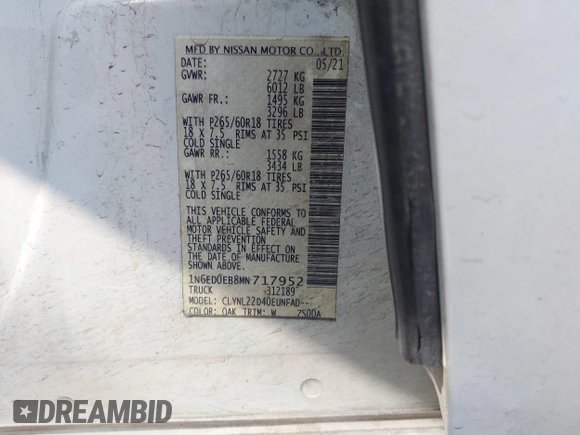 MFD BY NISSAN MOTOR CO., LTD.
DATE: 05/21
GVWR: 2727 KG
6012 LB
GAWR FR.: 1495 KG
3296 LB
WITH P265/60R18 TIRES
18 X 7.5 RIMS AT 35 PSI
COLD SINGLE
GAWR RR.: 1558 KG
3434 LB
WITH P265/60R18 TIRES
18 X 7.5 RIMS AT 35 PSI
COLD SINGLE
THIS VEHICLE CONFORMS TO
ALL APPLICABLE FEDERAL
MOTOR VEHICLE SAFETY AND
THEFT PREVENTION
STANDARDS IN EFFECT ON
THE DATE OF MANUFACTURE
SHOWN ABOVE.
1N6ED0EB8MN717952
TRUCK 312189
MODEL: CLYNL22D40EUNFAD---
COLOR: QAK TRIM: W ZS00A
DREAMBID